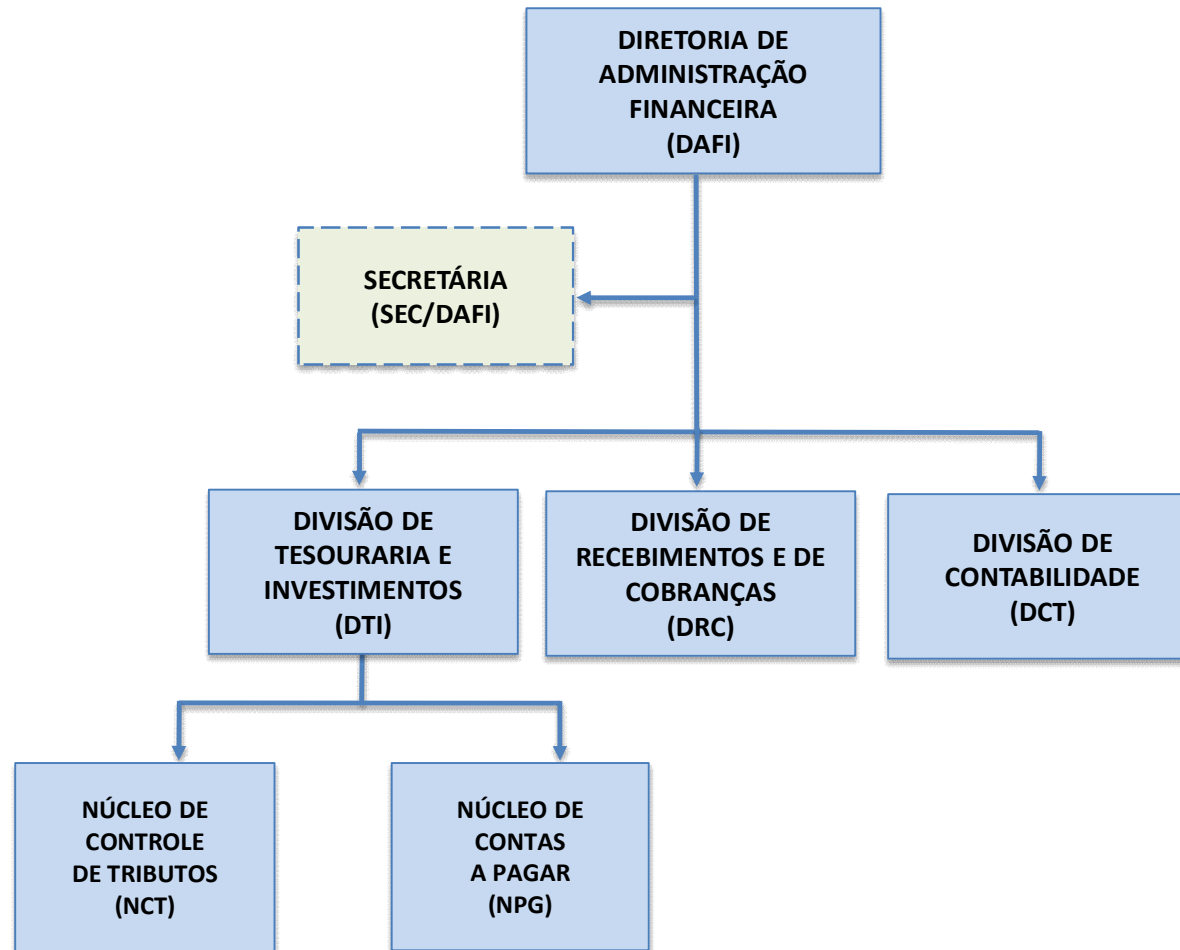 DIRETORIA DE
ADMINISTRAÇÃO
FINANCEIRA
(DAFI)
SECRETÁRIA
(SEC/DAFI)
DIVISÃO DE
TESOURARIA E
INVESTIMENTOS
(DTI)
DIVISÃO DE
RECEBIMENTOS E DE
COBRANÇAS
(DRC)
DIVISÃO DE
CONTABILIDADE
(DCT)
NÚCLEO DE
CONTROLE
DE TRIBUTOS
(NCT)
NÚCLEO DE
CONTAS
A PAGAR
(NPG)